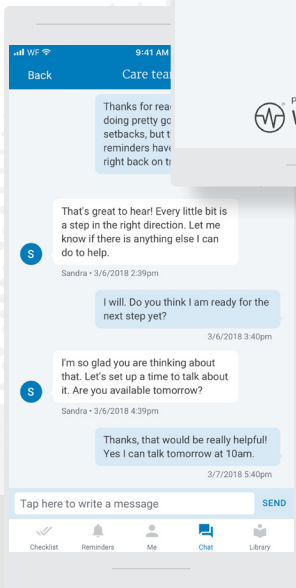 WF 9:41 AM
Back Care
Thanks for
doing pretty
setbacks, but
reminders have
right back on
That's great to hear! Every little bit is
a step in the right direction. Let me
know if there is anything else I can
do to help.
S
Sandra • 3/6/2018 2:39pm
I will. Do you think I am ready for the
next step yet?
3/6/2018 3:40pm
I'm so glad you are thinking about
that. Let's set up a time to talk about
it. Are you available tomorrow?
S
Sandra • 3/6/2018 4:39pm
Thanks, that would be really helpful!
Yes I can talk tomorrow at 10am.
3/7/2018 5:40pm
Tap here to write a message SEND
Checklist Reminders Me Chat Library